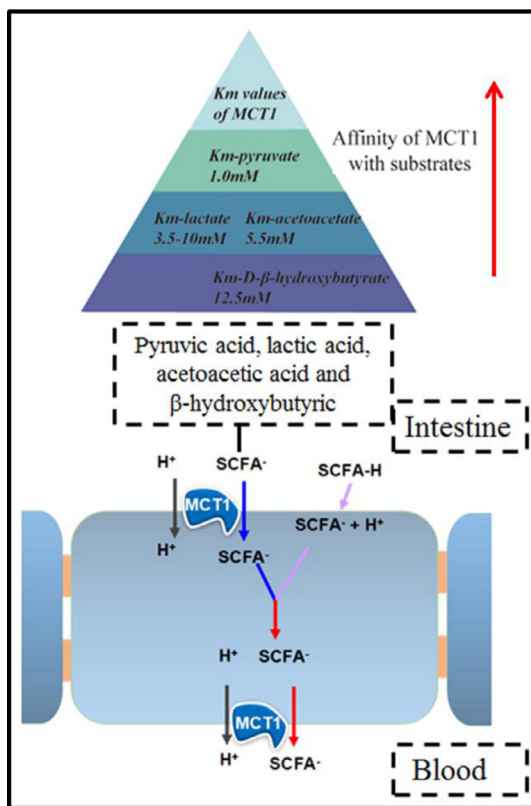 Km values
of MCT1
Km-pyruvate
1.0mM
Km-lactate Km-acetoacetate
3.5-10mM 5.5mM
Km-D-β-hydroxybutyrate
12.5mM
Affinity of MCT1
with substrates
Pyruvic acid, lactic acid,
acetoacetic acid and
β-hydroxybutyric
Intestine
H⁺ SCFA⁻ SCFA-H
MCT1
SCFA⁻ + H⁺
H⁺ SCFA⁻
H⁺ SCFA⁻
MCT1
H⁺ SCFA⁻
Blood